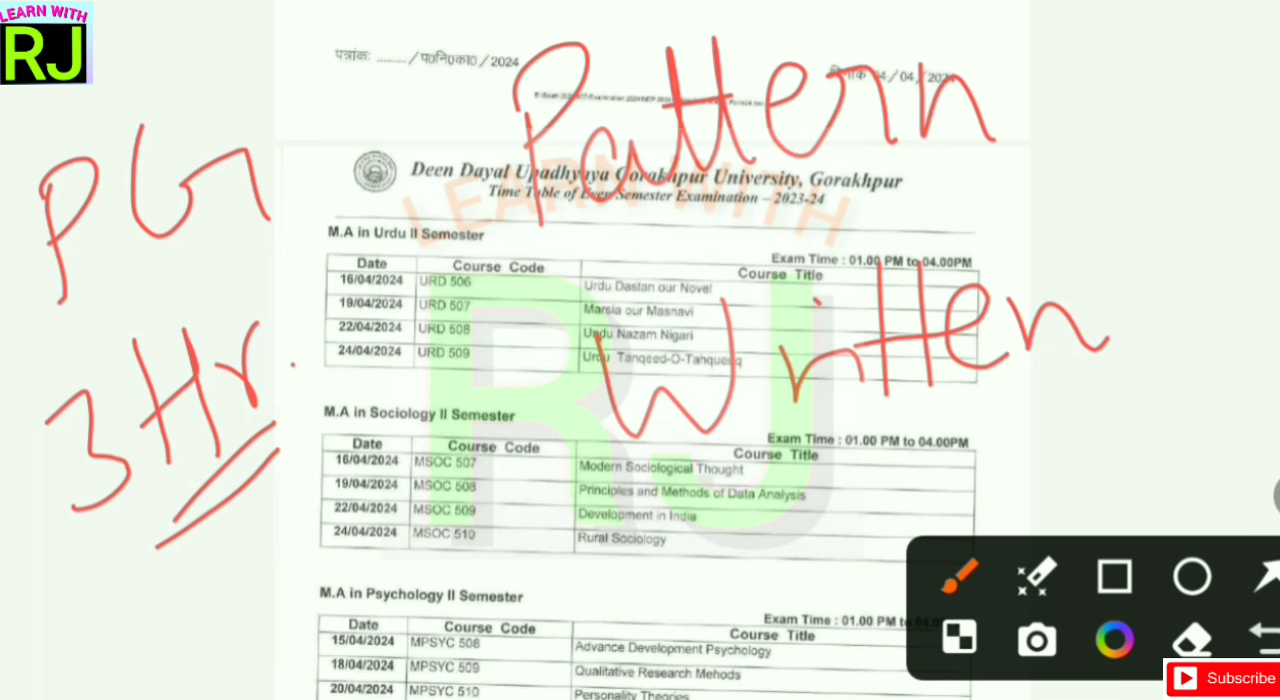 LEARN WITH
RJ
पत्रांक: ......../प0नि0का0/2024
4/04/202
Pattern
PG
Deen Dayal Upadhyaya Gorakhpur University, Gorakhpur
Time Table of Even Semester Examination – 2023-24
LEARN WITH
RJ
M.A in Urdu II Semester
Exam Time : 01.00 PM to 04.00PM
Date Course Code Course Title
16/04/2024 URD 506 Urdu Dastan our Novel
19/04/2024 URD 507 Marsia our Masnavi
22/04/2024 URD 508 Urdu Nazam Nigari
24/04/2024 URD 509 Urdu Tanqeed-O-Tahqueeq
Written
3Hr.
M.A in Sociology II Semester
Exam Time : 01.00 PM to 04.00PM
Date Course Code Course Title
16/04/2024 MSOC 507 Modern Sociological Thought
19/04/2024 MSOC 508 Principles and Methods of Data Analysis
22/04/2024 MSOC 509 Development in India
24/04/2024 MSOC 510 Rural Sociology
M.A in Psychology II Semester
Exam Time : 01.00 PM to
Date Course Code Course Title
15/04/2024 MPSYC 508 Advance Development Psychology
18/04/2024 MPSYC 509 Qualitative Research Mehods
20/04/2024 MPSYC 510 Personality Theories
Subscribe